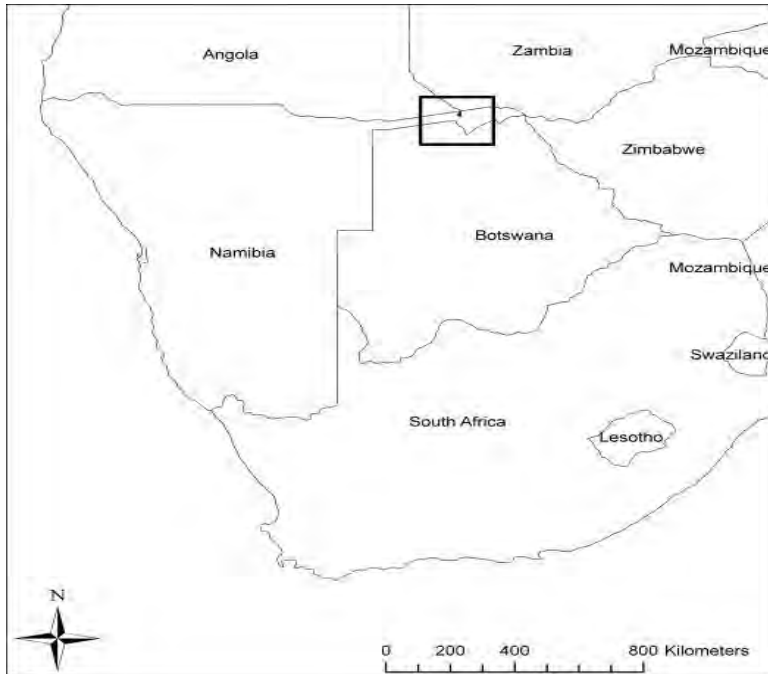 Angola
Zambia
Mozambique
Zimbabwe
Namibia
Botswana
Mozambique
Swaziland
South Africa
Lesotho
N
0 200 400 800 Kilometers